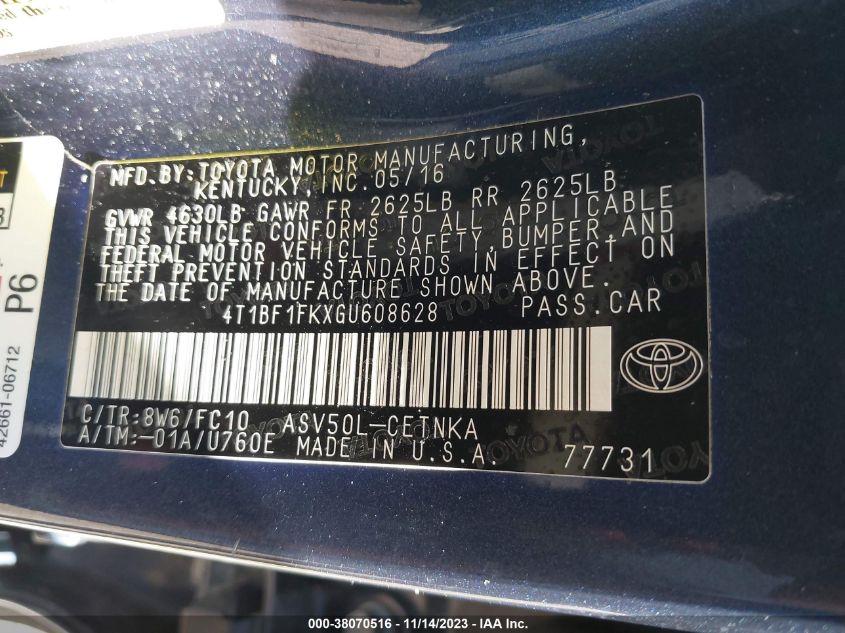 MFD.BY:TOYOTA MOTOR MANUFACTURING,
KENTUCKY INC.05/16
GVWR 4630LB GAWR FR 2625LB RR 2625LB
THIS VEHICLE CONFORMS TO ALL APPLICABLE
FEDERAL MOTOR VEHICLE SAFETY,BUMPER,AND
THEFT PREVENTION STANDARDS IN EFFECT ON
THE DATE OF MANUFACTURE SHOWN ABOVE.
4T1BF1FKXGU608628 PASS.CAR
C/TR:8W6/FC10 ASV50L-CETNKA
A/TM:-01A/U760E MADE IN U.S.A. 77731
P6
42661-06712
000-38070516 - 11/14/2023 - IAA Inc.